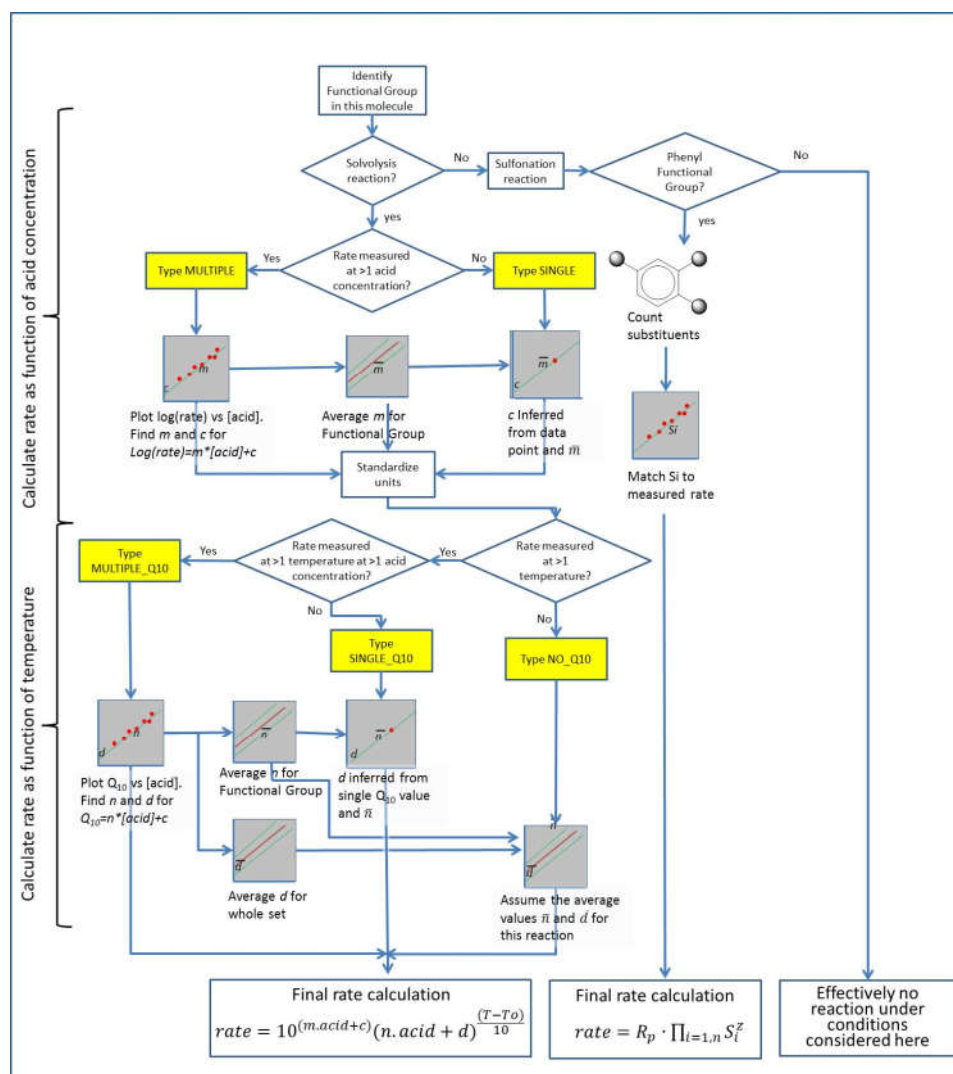 Identify
Functional Group
in this molecule
Solvolysis
reaction?
No
Sulfonation
reaction
Phenyl
Functional
Group?
No
yes
yes
Rate measured
at >1 acid
concentration?
Yes
No
Type MULTIPLE
Type SINGLE
Count
substituents
Calculate rate as function of acid concentration
m
c
m̅
m̅
c
Si
Plot log(rate) vs [acid].
Find m and c for
Log(rate)=m*[acid]+c
Average m for
Functional Group
c Inferred
from data
point and m̅
Match Si to
measured rate
Standardize
units
Type
MULTIPLE_Q10
Yes
Rate measured
at >1 temperature at >1 acid
concentration?
Yes
Rate measured
at >1
temperature?
No
No
Type
SINGLE_Q10
Type NO_Q10
Calculate rate as function of temperature
n
d
n̅
n̅
d
Plot Q₁₀ vs [acid].
Find n and d for
Q₁₀=n*[acid]+c
Average n for
Functional Group
d inferred from
single Q₁₀ value
and n̅
d̅
n
d̅
Average d for
whole set
Assume the average
values n̅ and d̅ for
this reaction
Final rate calculation
rate = 10^(m.acid+c)(n.acid + d)^((T−To)/10)
Final rate calculation
rate = R_p · ∏_{i=1,n} S_i^Z
Effectively no
reaction under
conditions
considered here